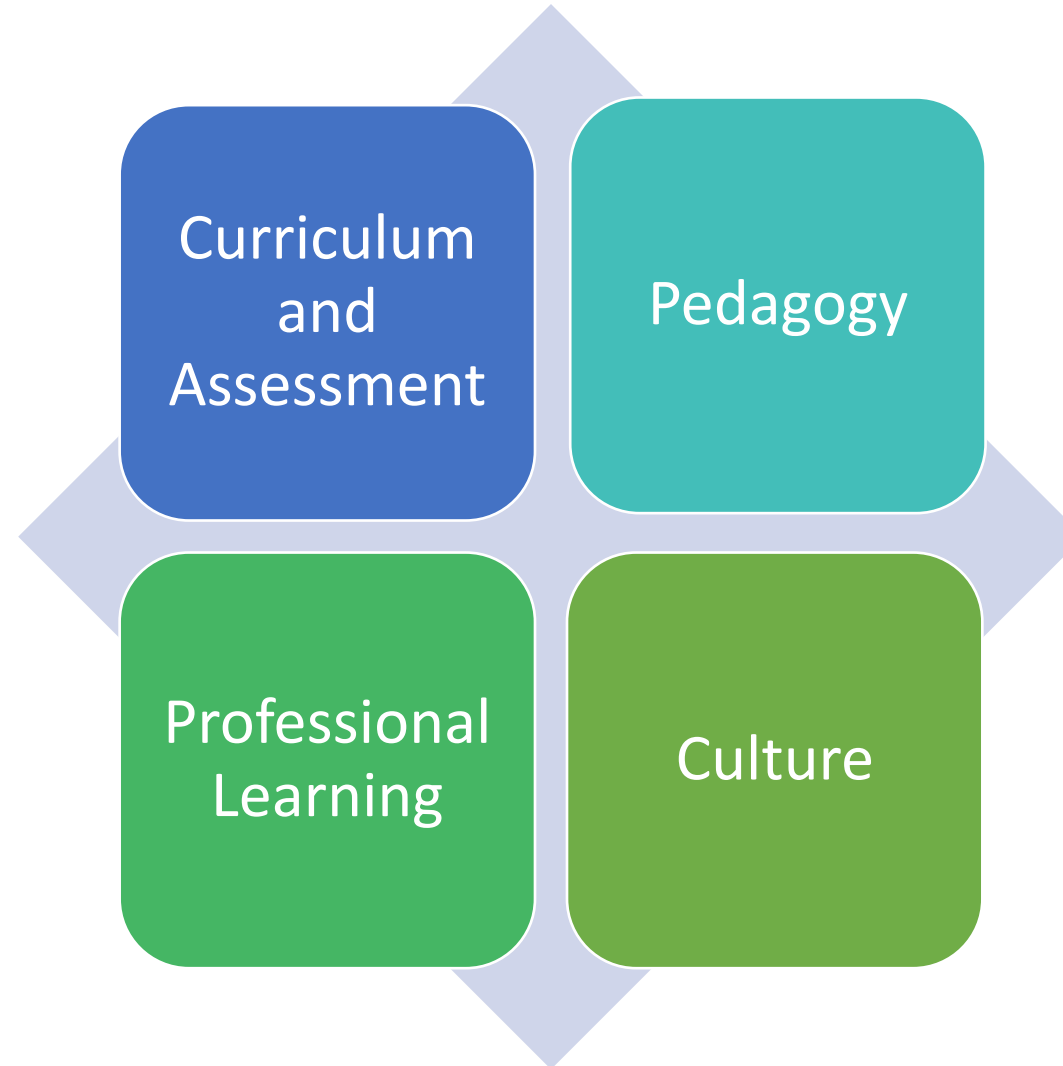 Curriculum
and
Assessment
Pedagogy
Professional
Learning
Culture